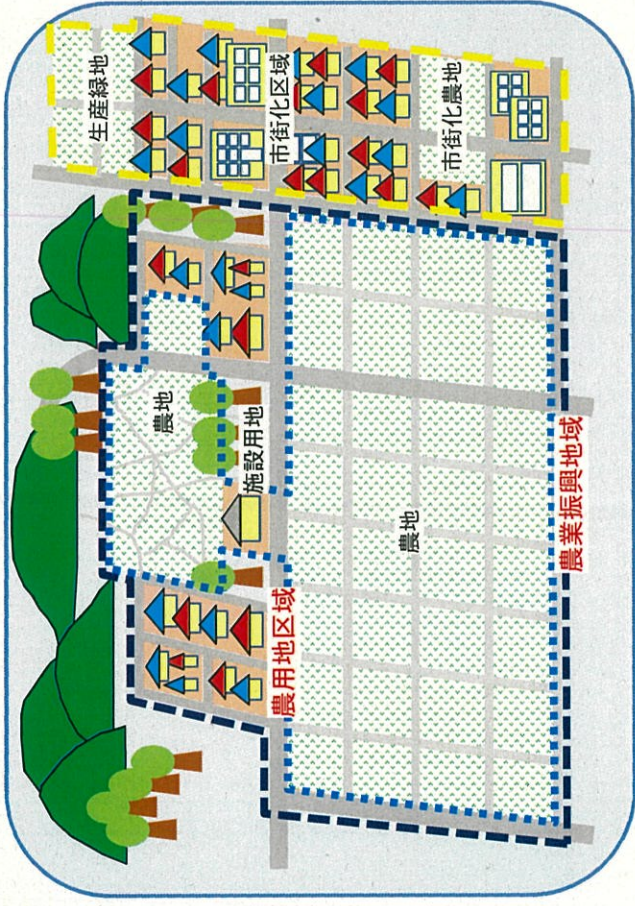 生産緑地
市街化区域
市街化農地
農地
施設用地
農用地区域
農地
農業振興地域